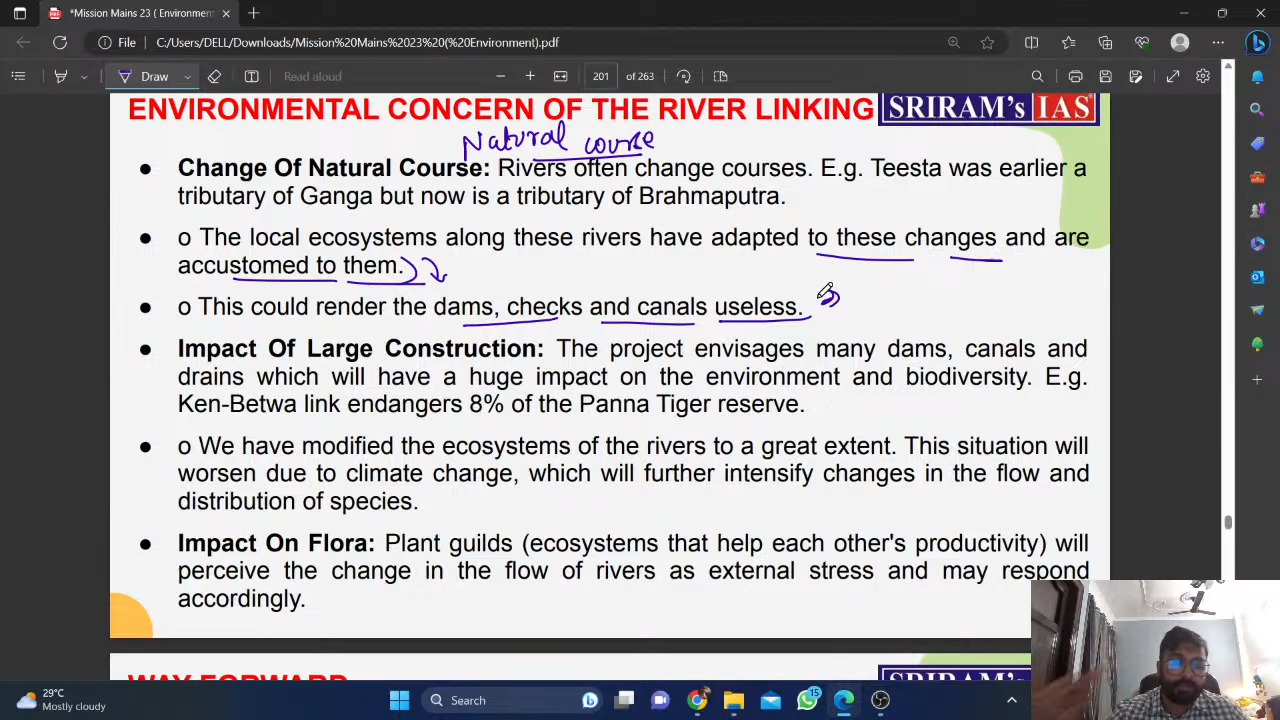 *Mission Mains 23 ( Environmen
File
C:/Users/DELL/Downloads/Mission%20Mains%2023%20(%20Environment).pdf
Draw
Read aloud
201
of 263
ENVIRONMENTAL CONCERN OF THE RIVER LINKING
SRIRAM's IAS
Natural course
● Change Of Natural Course: Rivers often change courses. E.g. Teesta was earlier a
tributary of Ganga but now is a tributary of Brahmaputra.
● o The local ecosystems along these rivers have adapted to these changes and are
accustomed to them.
● o This could render the dams, checks and canals useless.
● Impact Of Large Construction: The project envisages many dams, canals and
drains which will have a huge impact on the environment and biodiversity. E.g.
Ken-Betwa link endangers 8% of the Panna Tiger reserve.
● o We have modified the ecosystems of the rivers to a great extent. This situation will
worsen due to climate change, which will further intensify changes in the flow and
distribution of species.
● Impact On Flora: Plant guilds (ecosystems that help each other's productivity) will
perceive the change in the flow of rivers as external stress and may respond
accordingly.
WAY FORWARD
SRIRAM's IAS
29°C
Mostly cloudy
Search
15